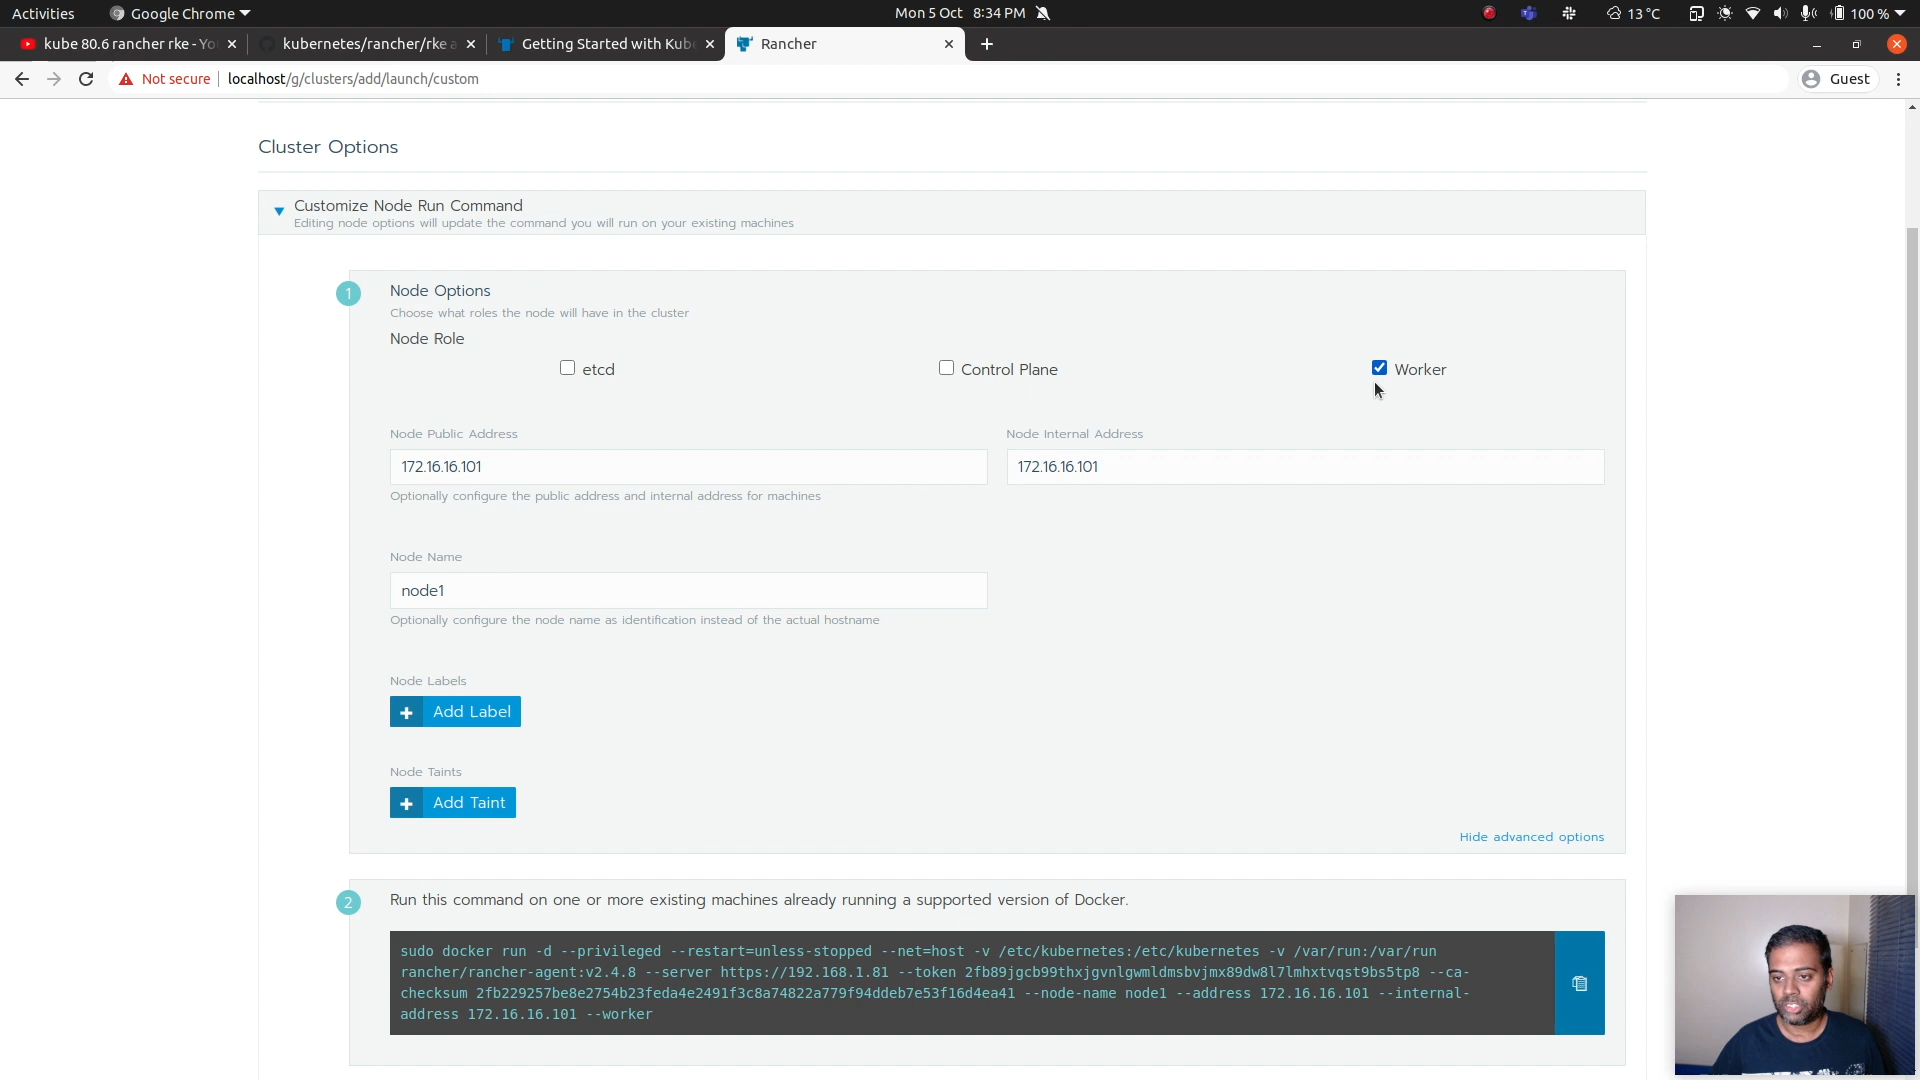 Activities
Google Chrome
Mon 5 Oct 8:34 PM
13 °C
100 %
kube 80.6 rancher rke - Yo
kubernetes/rancher/rke a
Getting Started with Kube
Rancher
Not secure
localhost/g/clusters/add/launch/custom
Guest
Cluster Options
Customize Node Run Command
Editing node options will update the command you will run on your existing machines
1
Node Options
Choose what roles the node will have in the cluster
Node Role
etcd
Control Plane
Worker
Node Public Address
Node Internal Address
172.16.16.101
172.16.16.101
Optionally configure the public address and internal address for machines
Node Name
node1
Optionally configure the node name as identification instead of the actual hostname
Node Labels
Add Label
Node Taints
Add Taint
Hide advanced options
2
Run this command on one or more existing machines already running a supported version of Docker.
sudo docker run -d --privileged --restart=unless-stopped --net=host -v /etc/kubernetes:/etc/kubernetes -v /var/run:/var/run
rancher/rancher-agent:v2.4.8 --server https://192.168.1.81 --token 2fb89jgcb99thxjgvnlgwmldmsbvjmx89dw8l7lmhxtvqst9bs5tp8 --ca-
checksum 2fb229257be8e2754b23feda4e2491f3c8a74822a779f94ddeb7e53f16d4ea41 --node-name node1 --address 172.16.16.101 --internal-
address 172.16.16.101 --worker